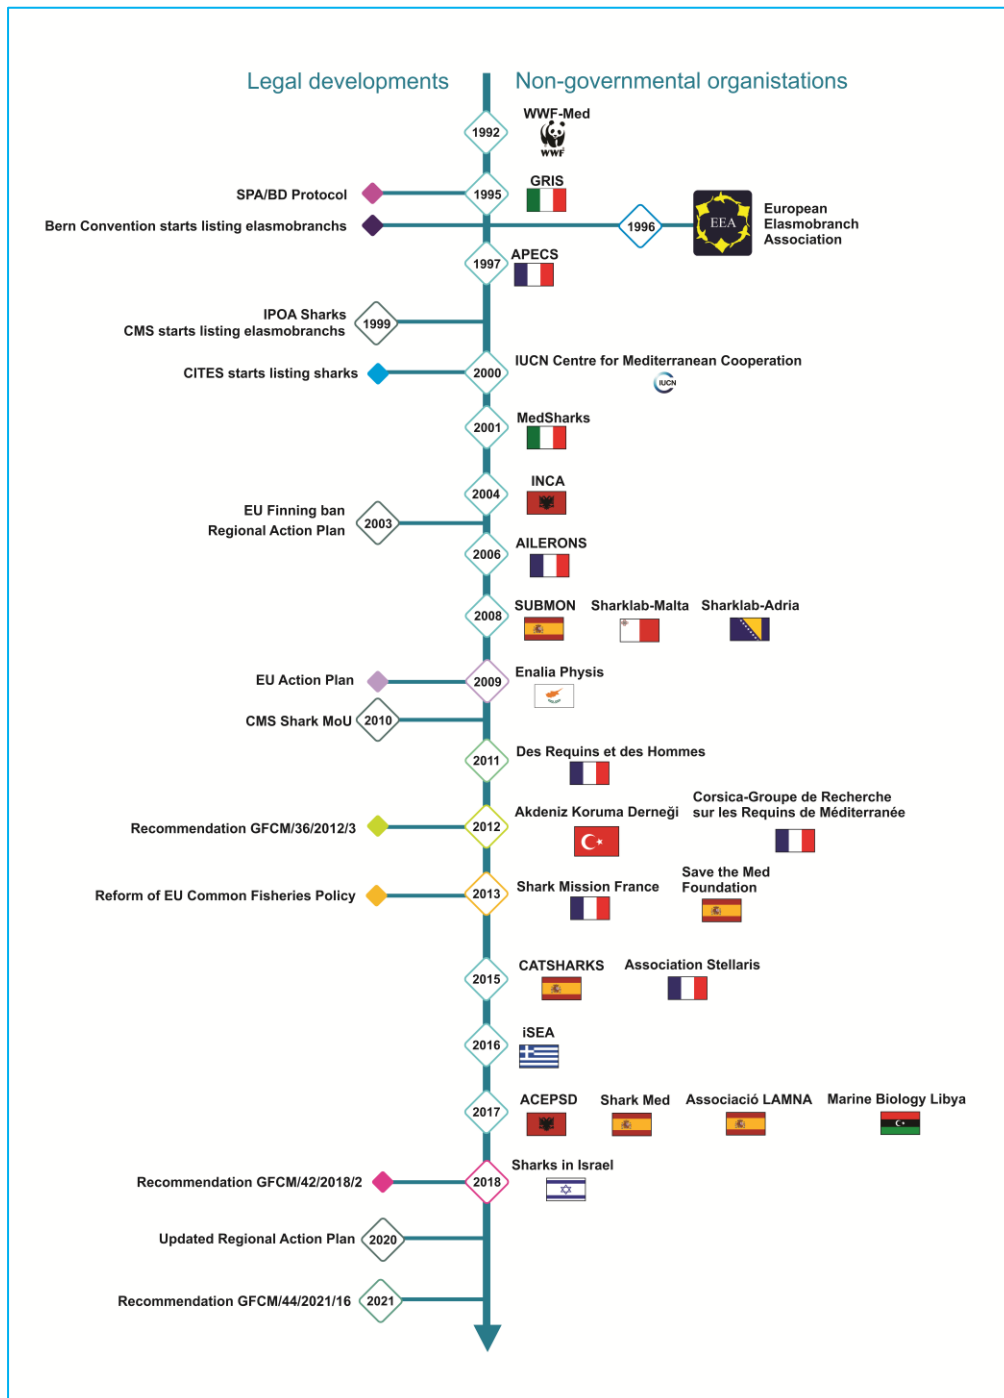 Legal developments
Non-governmental organistations
1992
WWF-Med
WWF
SPA/BD Protocol
1995
GRIS
Bern Convention starts listing elasmobranchs
1996
EEA
European
Elasmobranch
Association
1997
APECS
IPOA Sharks
CMS starts listing elasmobranchs
1999
CITES starts listing sharks
2000
IUCN Centre for Mediterranean Cooperation
IUCN
2001
MedSharks
2004
INCA
EU Finning ban
Regional Action Plan
2003
2006
AILERONS
2008
SUBMON
Sharklab-Malta
Sharklab-Adria
EU Action Plan
2009
Enalia Physis
CMS Shark MoU
2010
2011
Des Requins et des Hommes
Recommendation GFCM/36/2012/3
2012
Akdeniz Koruma Derneği
Corsica-Groupe de Recherche
sur les Requins de Méditerranée
Reform of EU Common Fisheries Policy
2013
Shark Mission France
Save the Med
Foundation
2015
CATSHARKS
Association Stellaris
2016
iSEA
2017
ACEPSD
Shark Med
Associació LAMNA
Marine Biology Libya
Recommendation GFCM/42/2018/2
2018
Sharks in Israel
Updated Regional Action Plan
2020
Recommendation GFCM/44/2021/16
2021